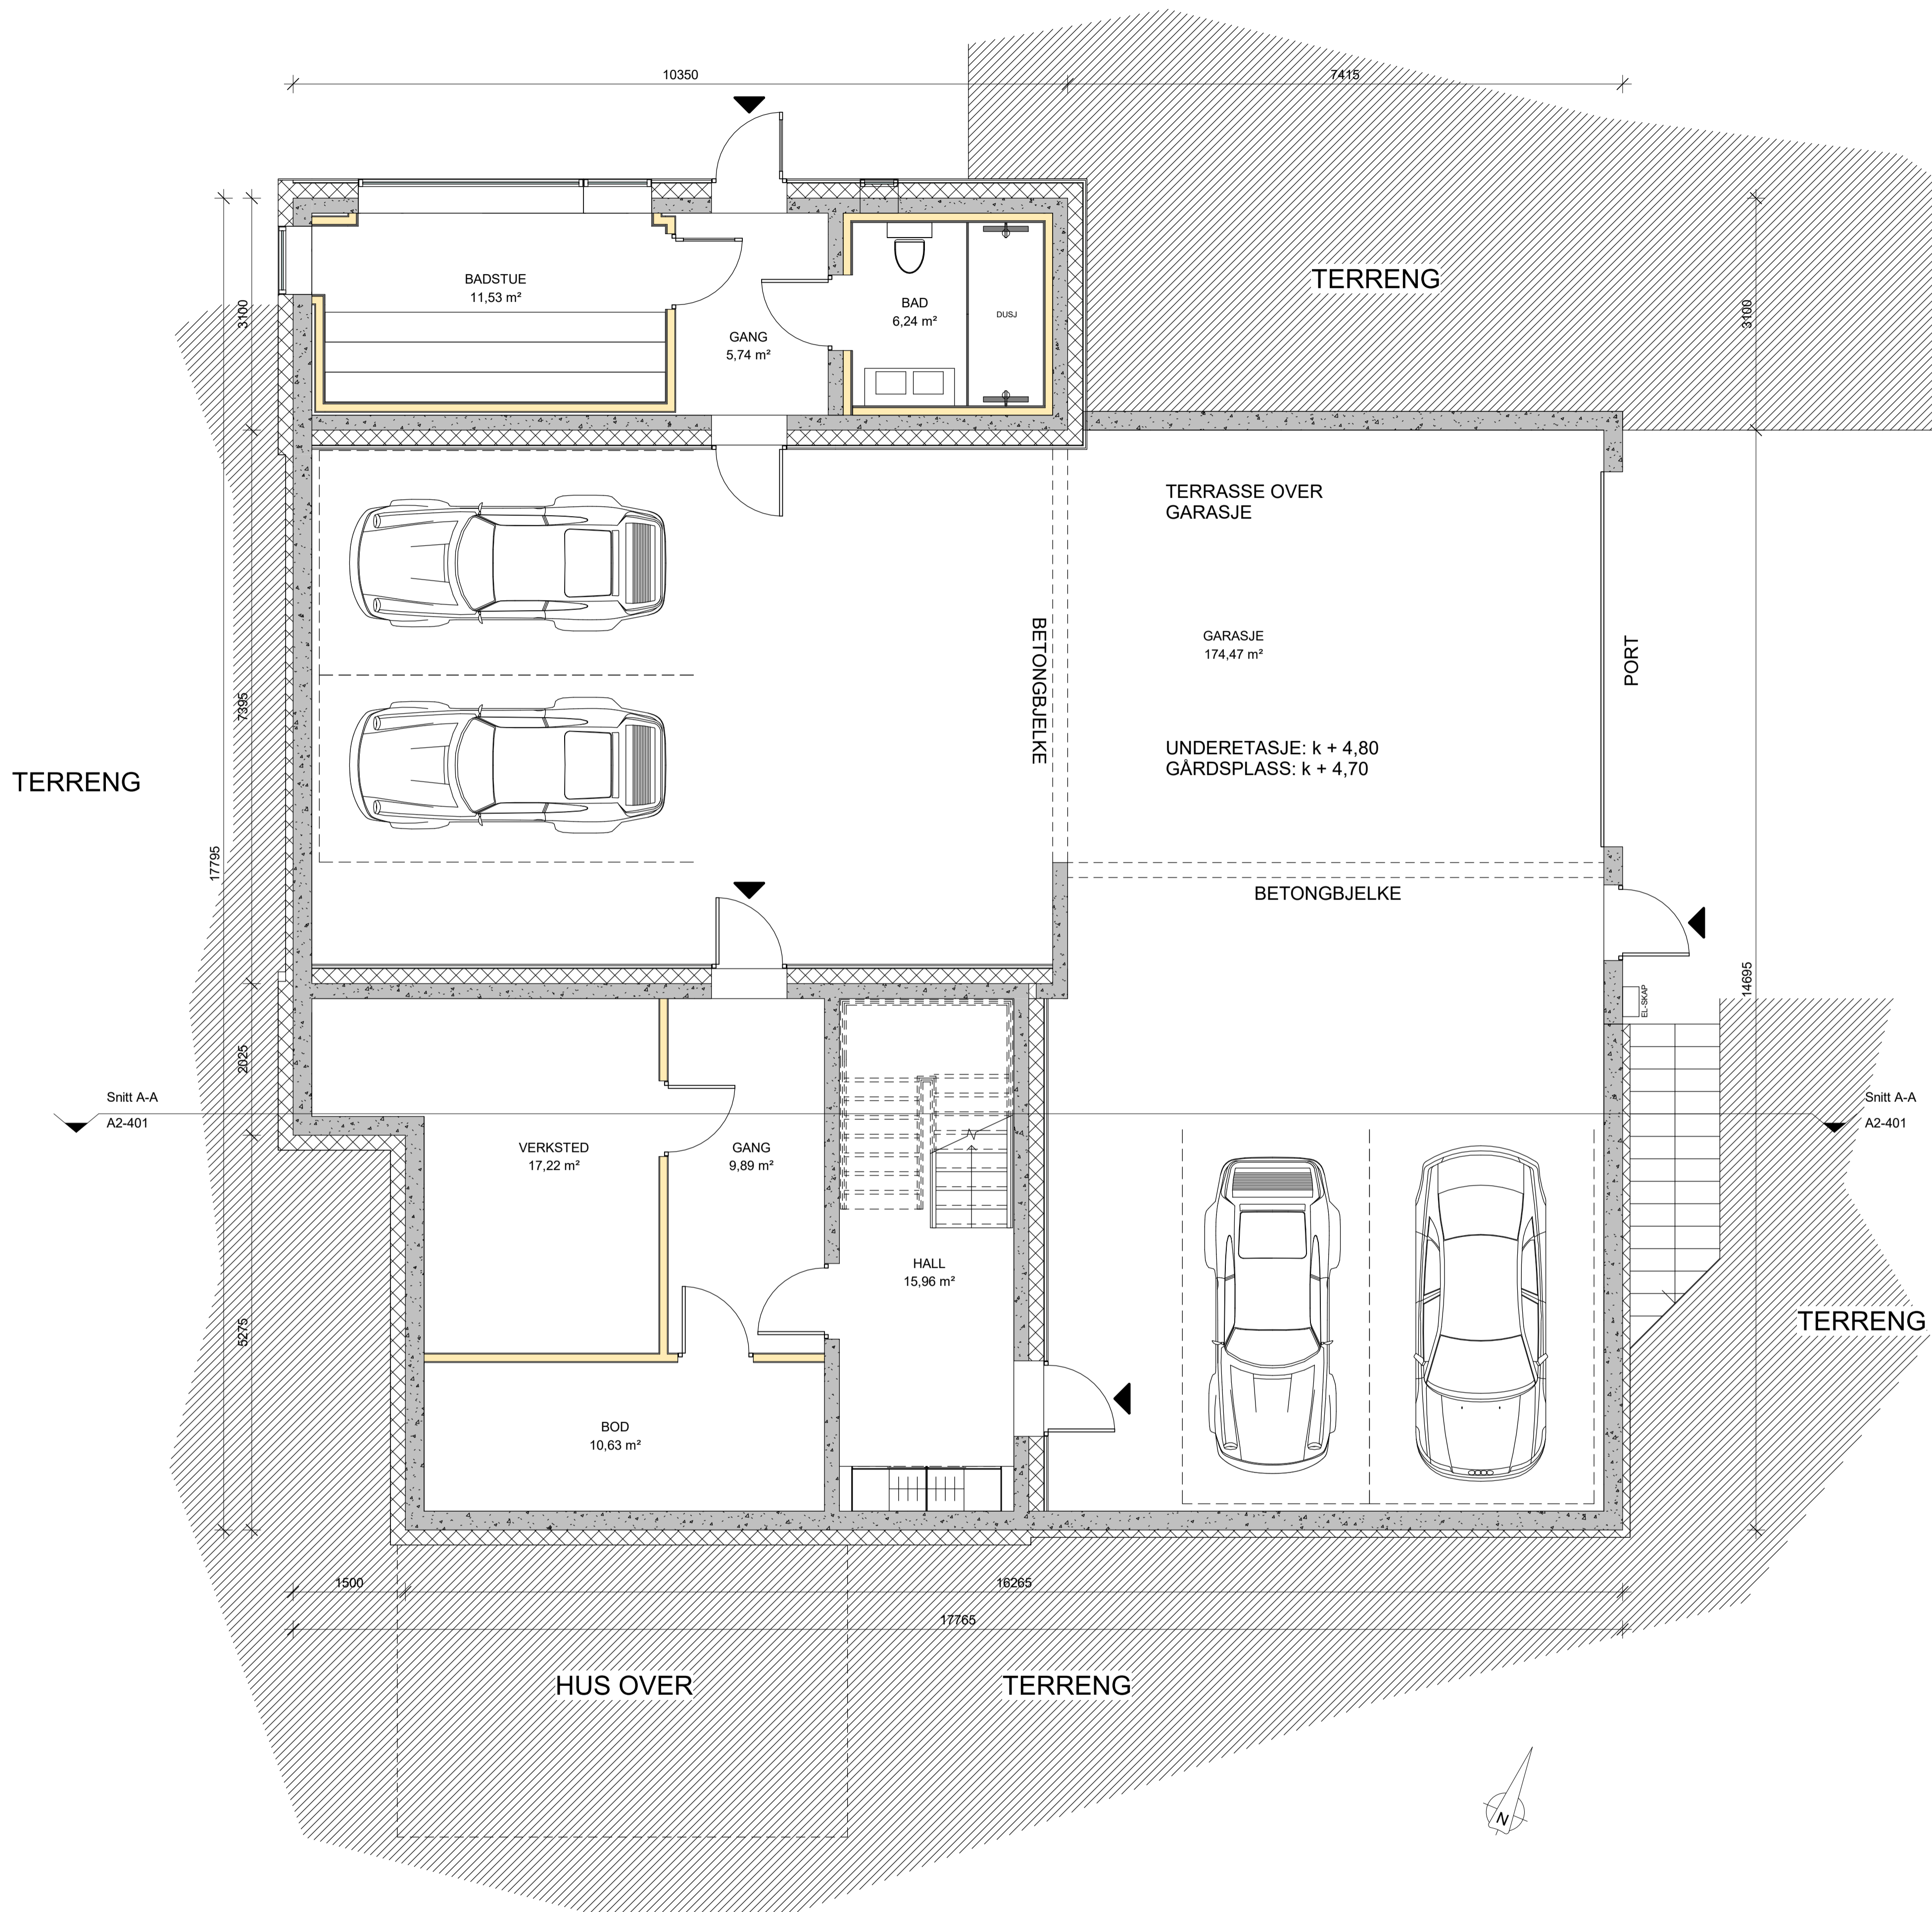 10350
7415
BADSTUE
11,53 m²
GANG
5,74 m²
BAD
6,24 m²
DUSJ
TERRENG
3100
3100
TERRASSE OVER
GARASJE
BETONGBJELKE
GARASJE
174,47 m²
PORT
7395
UNDERETASJE: k + 4,80
GÅRDSPLASS: k + 4,70
TERRENG
17795
BETONGBJELKE
14695
EL-SKAP
2025
Snitt A-A
A2-401
Snitt A-A
A2-401
VERKSTED
17,22 m²
GANG
9,89 m²
HALL
15,96 m²
5275
TERRENG
BOD
10,63 m²
1500
16265
17765
HUS OVER
TERRENG
N